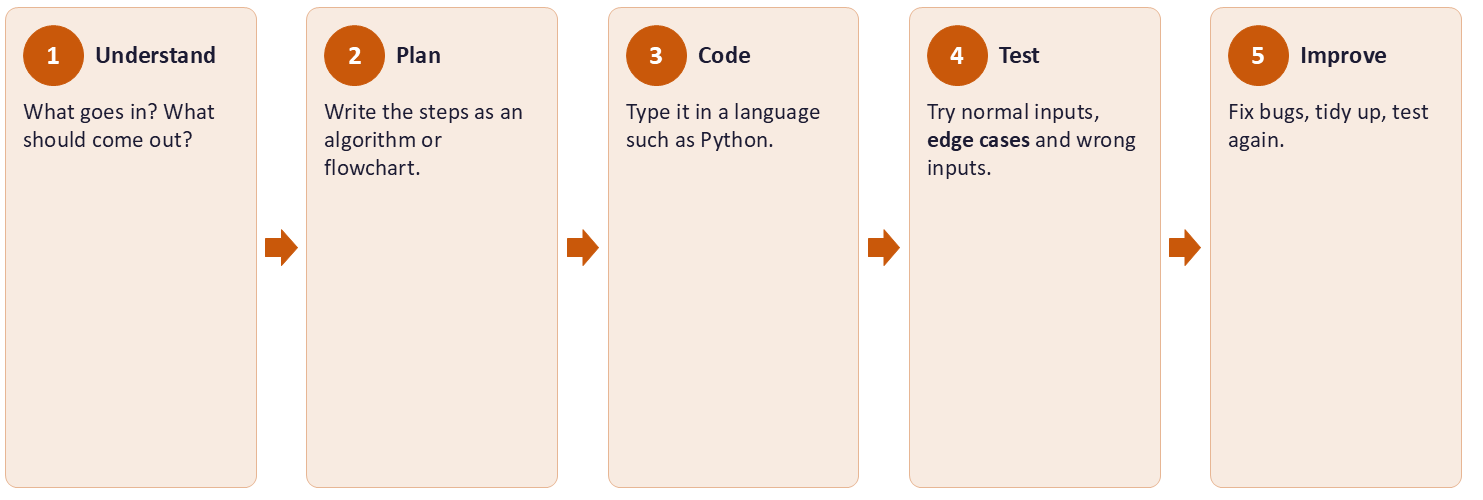 1 Understand
What goes in? What
should come out?
2 Plan
Write the steps as an
algorithm or
flowchart.
3 Code
Type it in a language
such as Python.
4 Test
Try normal inputs,
edge cases and wrong
inputs.
5 Improve
Fix bugs, tidy up, test
again.